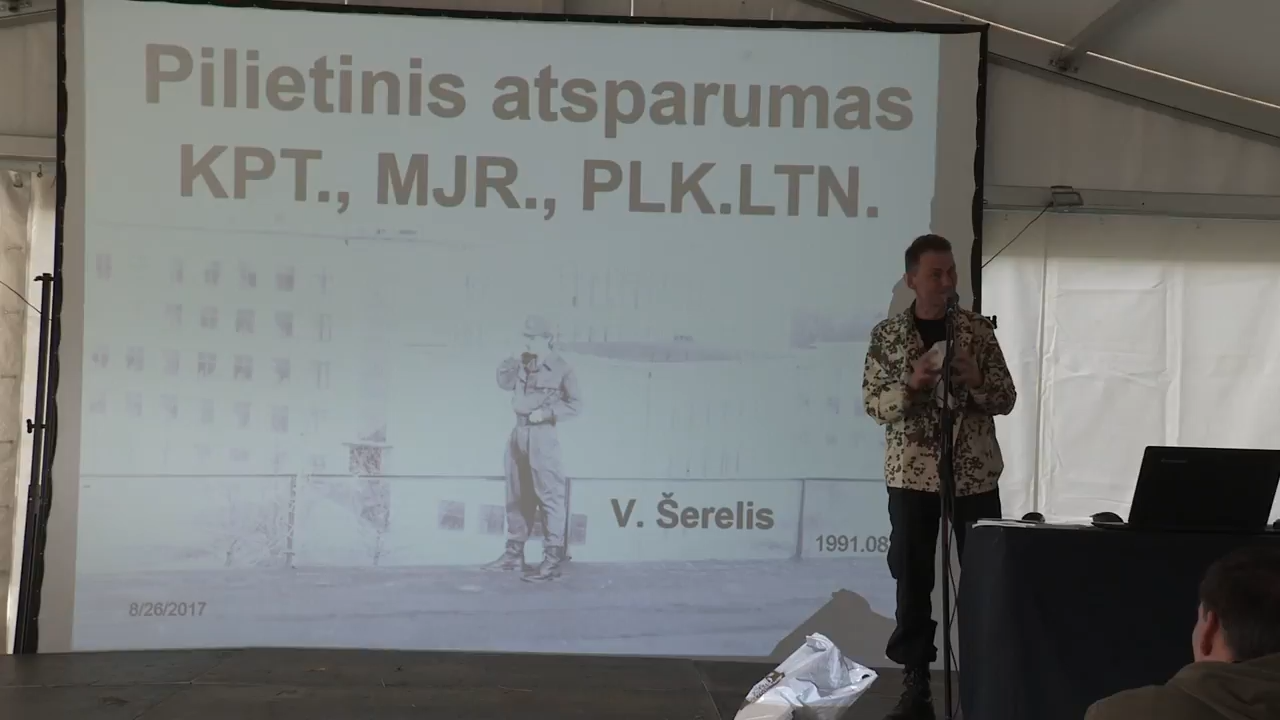 Pilietinis atsparumas
KPT., MJR., PLK.LTN.
V. Šerelis
1991.08
8/26/2017